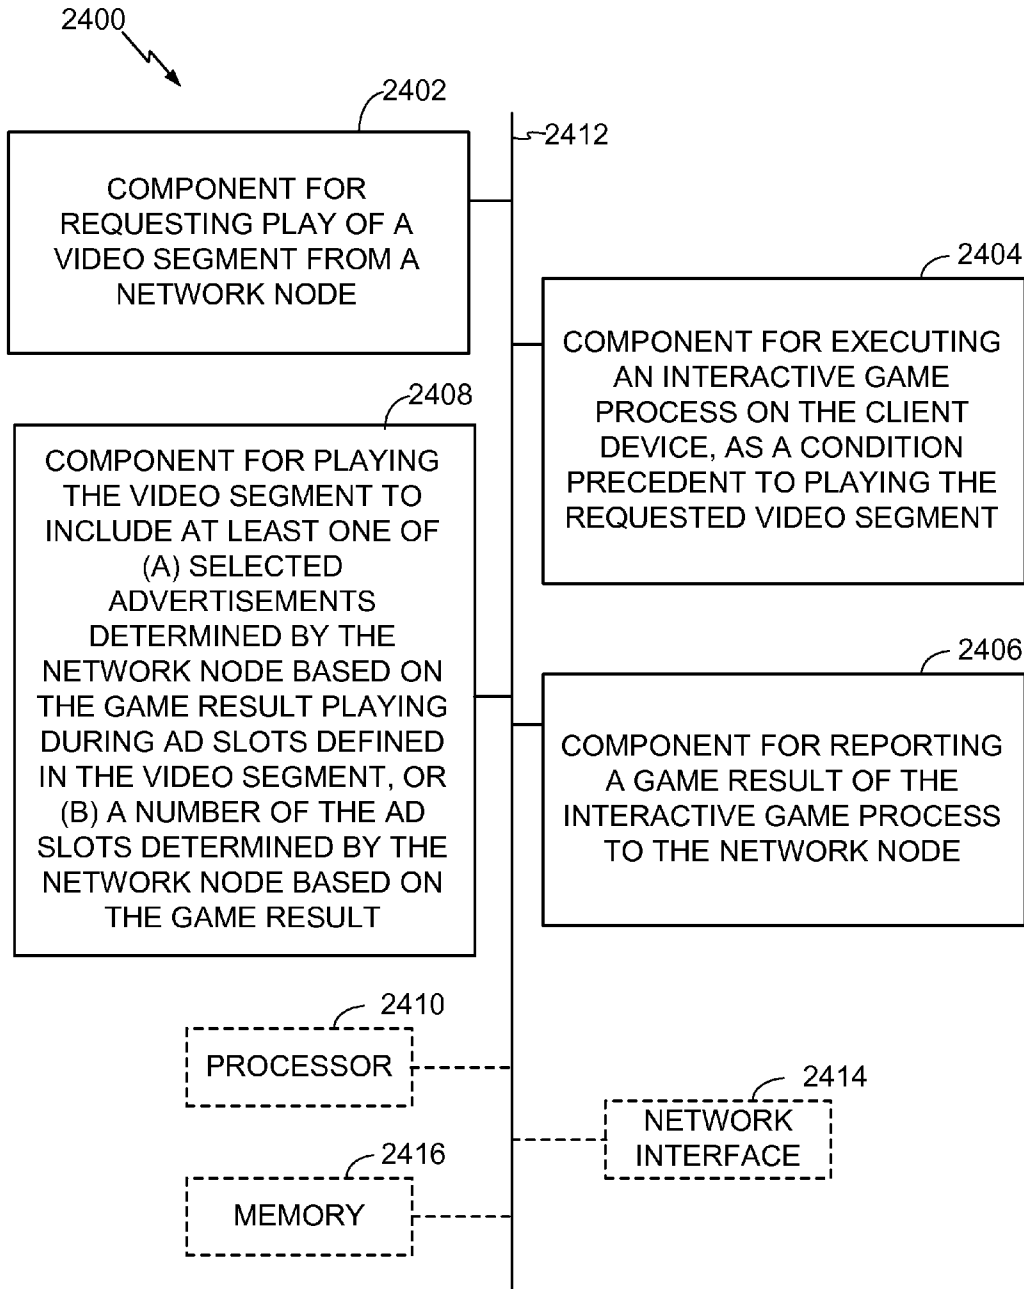 2400
2402
2412
COMPONENT FOR
REQUESTING PLAY OF A
VIDEO SEGMENT FROM A
NETWORK NODE
2404
COMPONENT FOR EXECUTING
AN INTERACTIVE GAME
PROCESS ON THE CLIENT
DEVICE, AS A CONDITION
PRECEDENT TO PLAYING THE
REQUESTED VIDEO SEGMENT
2408
COMPONENT FOR PLAYING
THE VIDEO SEGMENT TO
INCLUDE AT LEAST ONE OF
(A) SELECTED
ADVERTISEMENTS
DETERMINED BY THE
NETWORK NODE BASED ON
THE GAME RESULT PLAYING
DURING AD SLOTS DEFINED
IN THE VIDEO SEGMENT, OR
(B) A NUMBER OF THE AD
SLOTS DETERMINED BY THE
NETWORK NODE BASED ON
THE GAME RESULT
2406
COMPONENT FOR REPORTING
A GAME RESULT OF THE
INTERACTIVE GAME PROCESS
TO THE NETWORK NODE
2410
PROCESSOR
2414
NETWORK
INTERFACE
2416
MEMORY